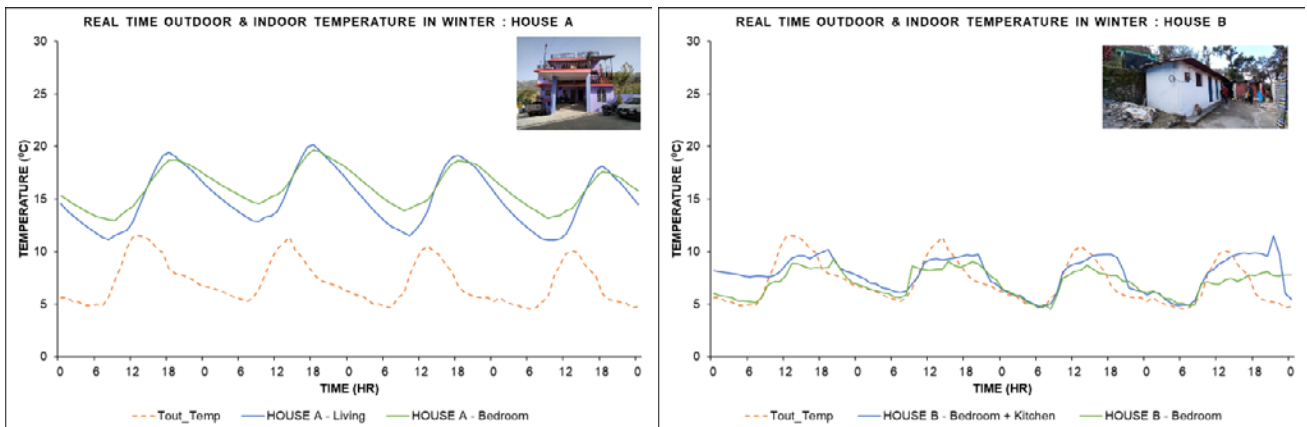 REAL TIME OUTDOOR & INDOOR TEMPERATURE IN WINTER : HOUSE A
30
25
20
15
10
5
0
TEMPERATURE (⁰C)
0 6 12 18 0 6 12 18 0 6 12 18 0 6 12 18 0
TIME (HR)
Tout_Temp HOUSE A - Living HOUSE A - Bedroom
REAL TIME OUTDOOR & INDOOR TEMPERATURE IN WINTER : HOUSE B
30
25
20
15
10
5
0
TEMPERATURE (⁰C)
0 6 12 18 0 6 12 18 0 6 12 18 0 6 12 18 0
TIME (HR)
Tout_Temp HOUSE B - Bedroom + Kitchen HOUSE B - Bedroom